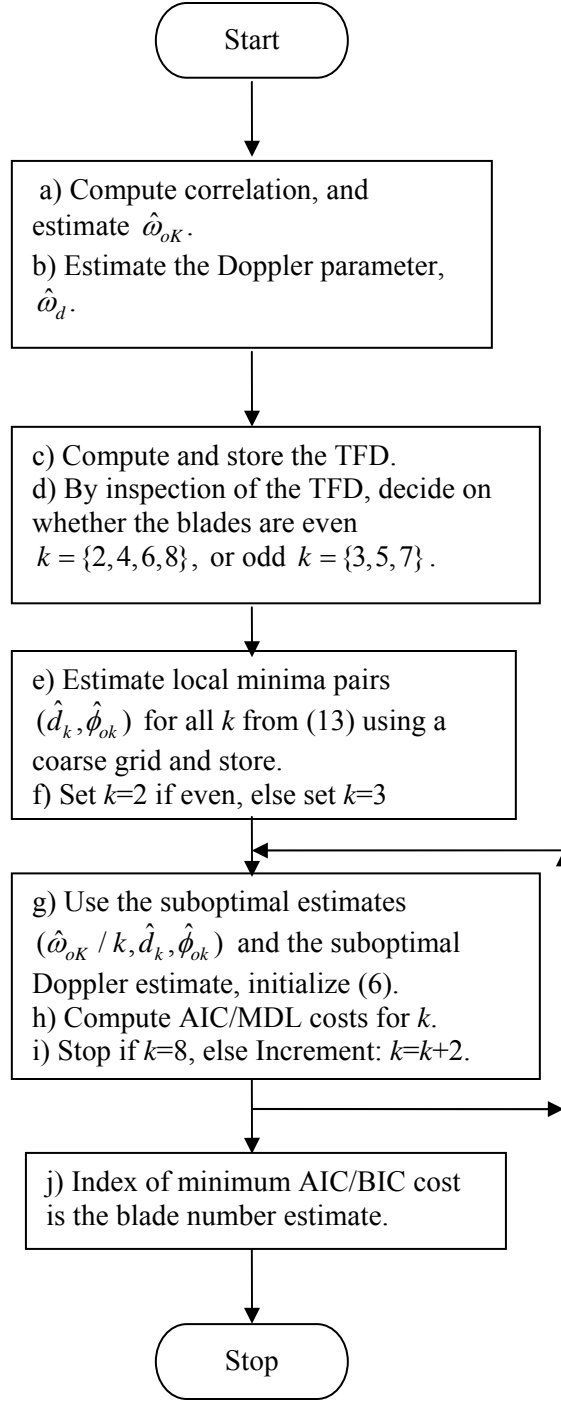 Start
a) Compute correlation, and
estimate ω̂_{oK}.
b) Estimate the Doppler parameter,
ω̂_d.
c) Compute and store the TFD.
d) By inspection of the TFD, decide on
whether the blades are even
k = {2,4,6,8}, or odd k = {3,5,7}.
e) Estimate local minima pairs
(d̂_k, ϕ̂_{ok}) for all k from (13) using a
coarse grid and store.
f) Set k=2 if even, else set k=3
g) Use the suboptimal estimates
(ω̂_{oK} / k, d̂_k, ϕ̂_{ok}) and the suboptimal
Doppler estimate, initialize (6).
h) Compute AIC/MDL costs for k.
i) Stop if k=8, else Increment: k=k+2.
j) Index of minimum AIC/BIC cost
is the blade number estimate.
Stop